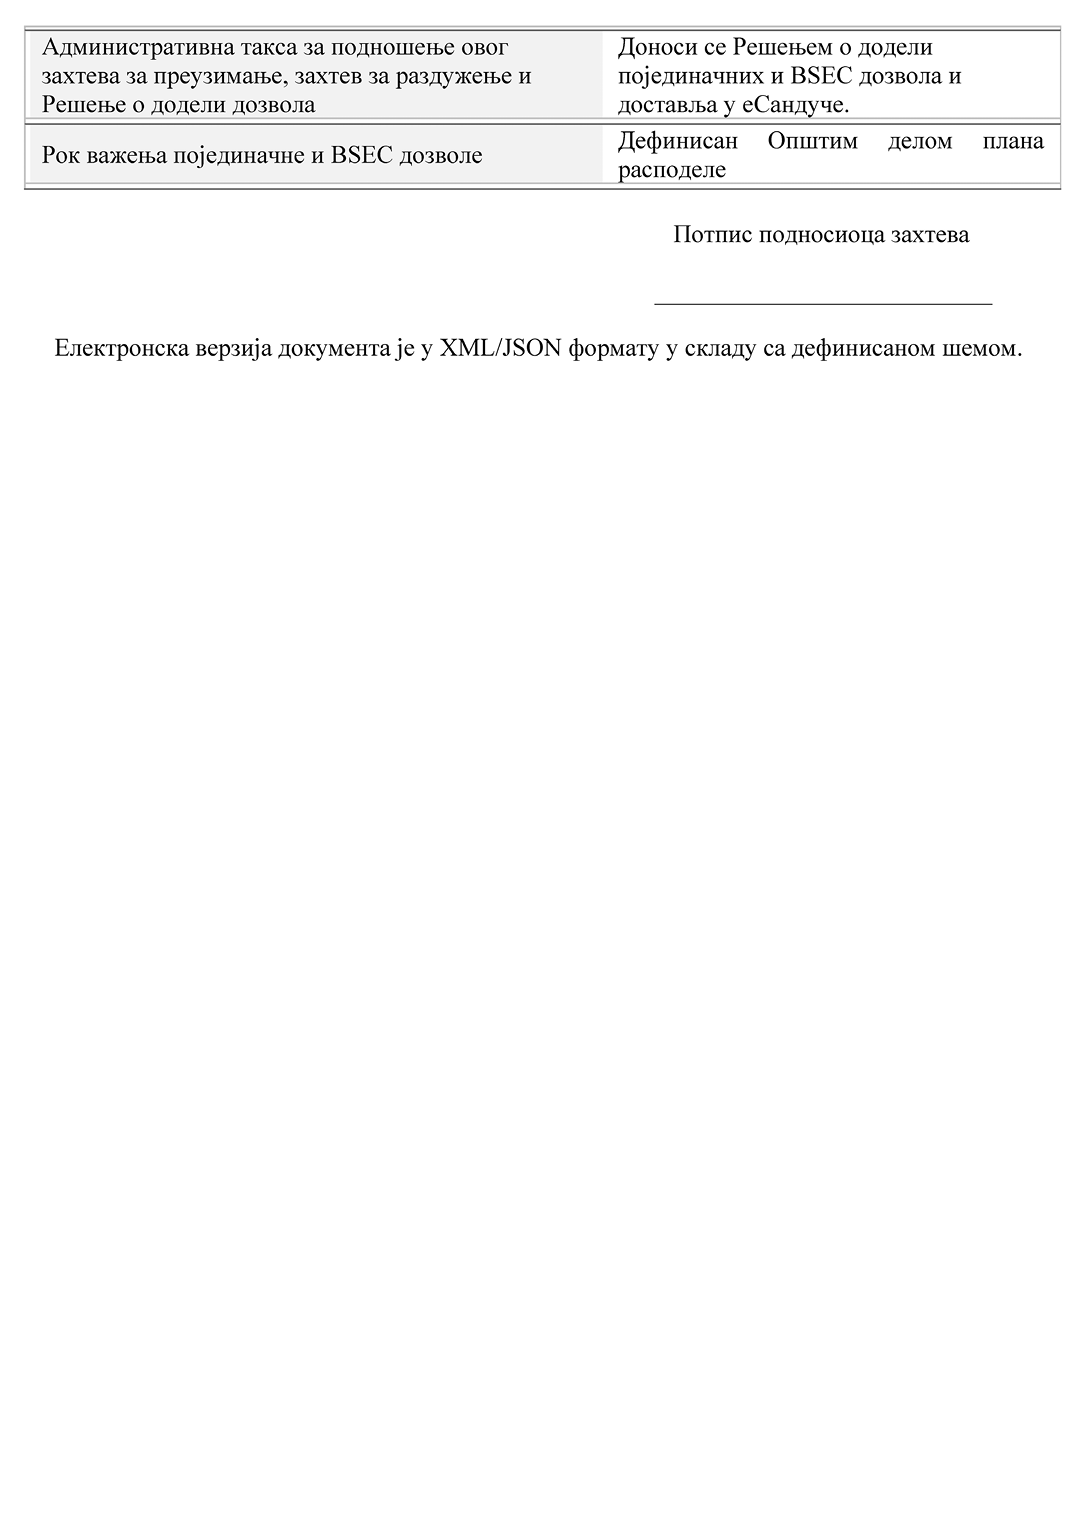 Административна такса за подношење овог
захтева за преузимање, захтев за раздужење и
Решење о додели дозвола
Доноси се Решењем о додели
појединачних и BSEC дозвола и
доставља у еСандуче.
Рок важења појединачне и BSEC дозволе
Дефинисан Општим делом плана
расподеле
Потпис подносиоца захтева
Електронска верзија документа је у XML/JSON формату у складу са дефинисаном шемом.